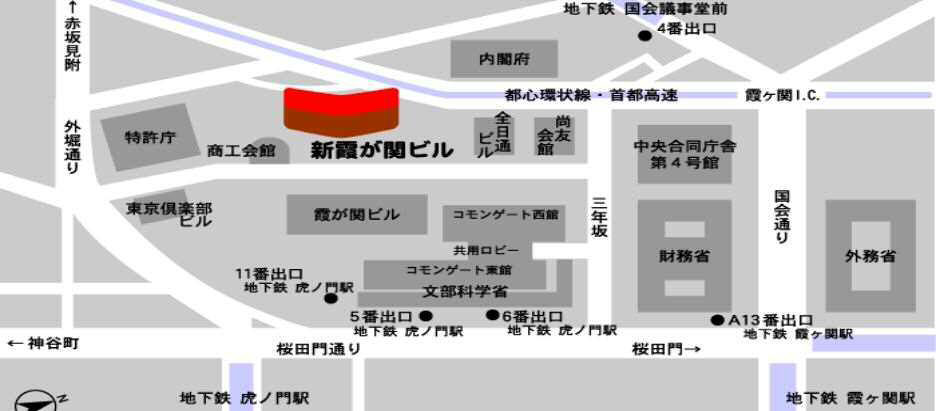 地下鉄 国会議事堂前
4番出口
↑赤坂見附
内閣府
都心環状線・首都高速
霞ヶ関I.C.
外堀通り
特許庁
商工会館
新霞が関ビル
全日通
ビル
尚友
会館
中央合同庁舎
第4号館
東京倶楽部
ビル
霞が関ビル
コモンゲート西館
三年坂
国会通り
共用ロビー
財務省
外務省
コモンゲート東館
文部科学省
11番出口
地下鉄 虎ノ門駅
5番出口
地下鉄 虎ノ門駅
6番出口
地下鉄 虎ノ門駅
A13番出口
地下鉄 霞ヶ関駅
←神谷町
桜田門通り
桜田門→
地下鉄 虎ノ門駅
地下鉄 霞ヶ関駅
N